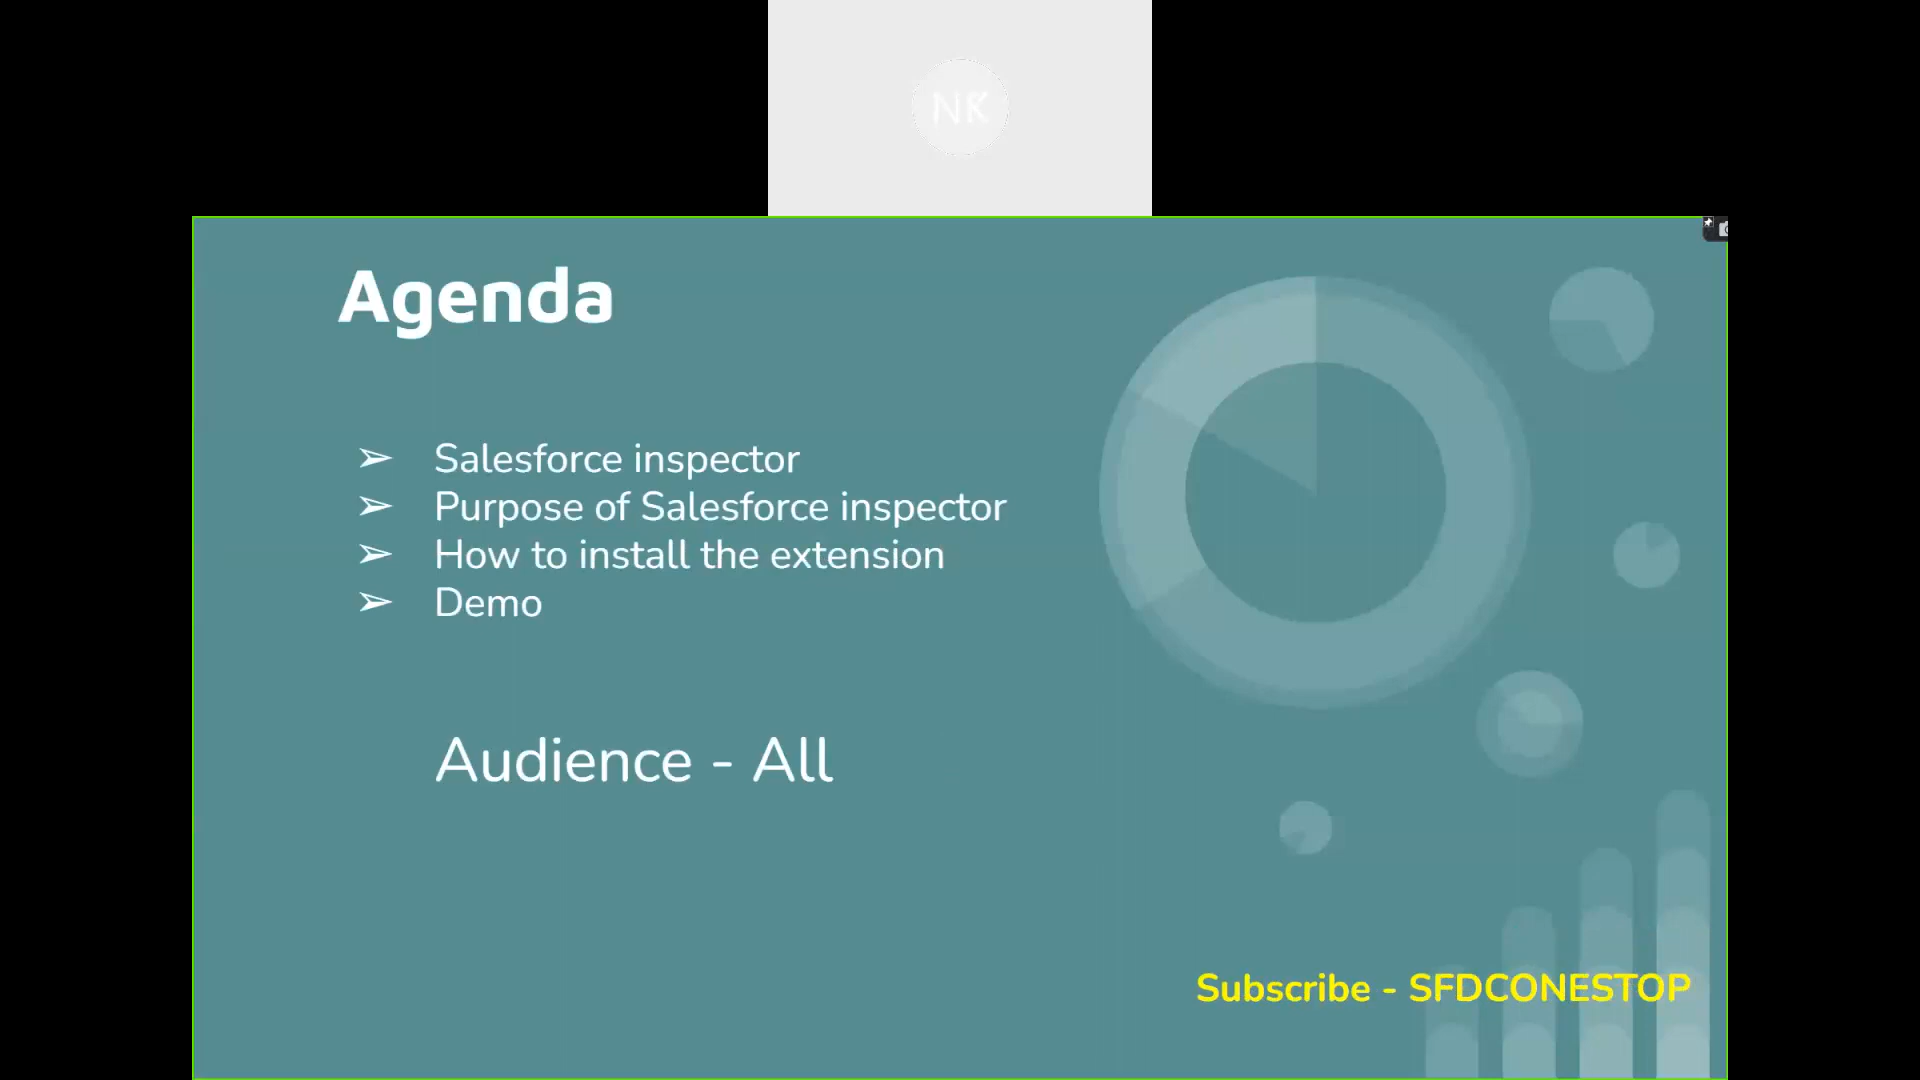 NK
Agenda
➢ Salesforce inspector
➢ Purpose of Salesforce inspector
➢ How to install the extension
➢ Demo
Audience - All
Subscribe - SFDCONESTOP